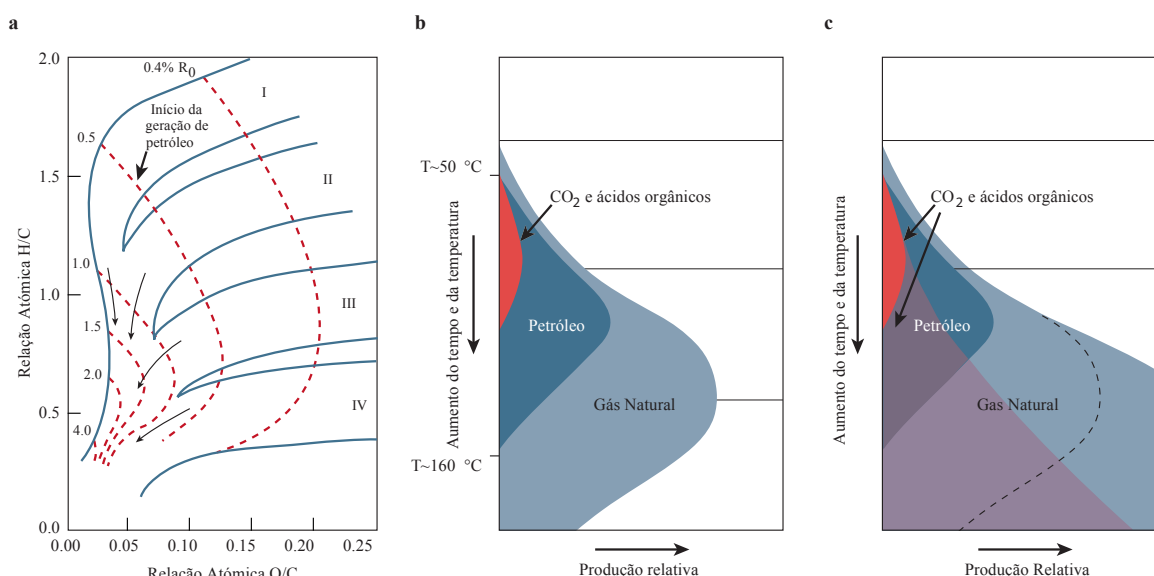 a
2.0
0.4% R0
I
Início da
geração de
petróleo
0.5
II
1.5
1.0
III
1.0
1.5
2.0
IV
0.5
4.0
0.0
0.00
0.05
0.10
0.15
0.20
0.25
Relação Atómica H/C
Relação Atómica O/C
b
T~50 °C
CO2 e ácidos orgânicos
Petróleo
Gás Natural
T~160 °C
Aumento do tempo e da temperatura
Produção relativa
c
CO2 e ácidos orgânicos
Petróleo
Gas Natural
Aumento do tempo e da temperatura
Produção Relativa